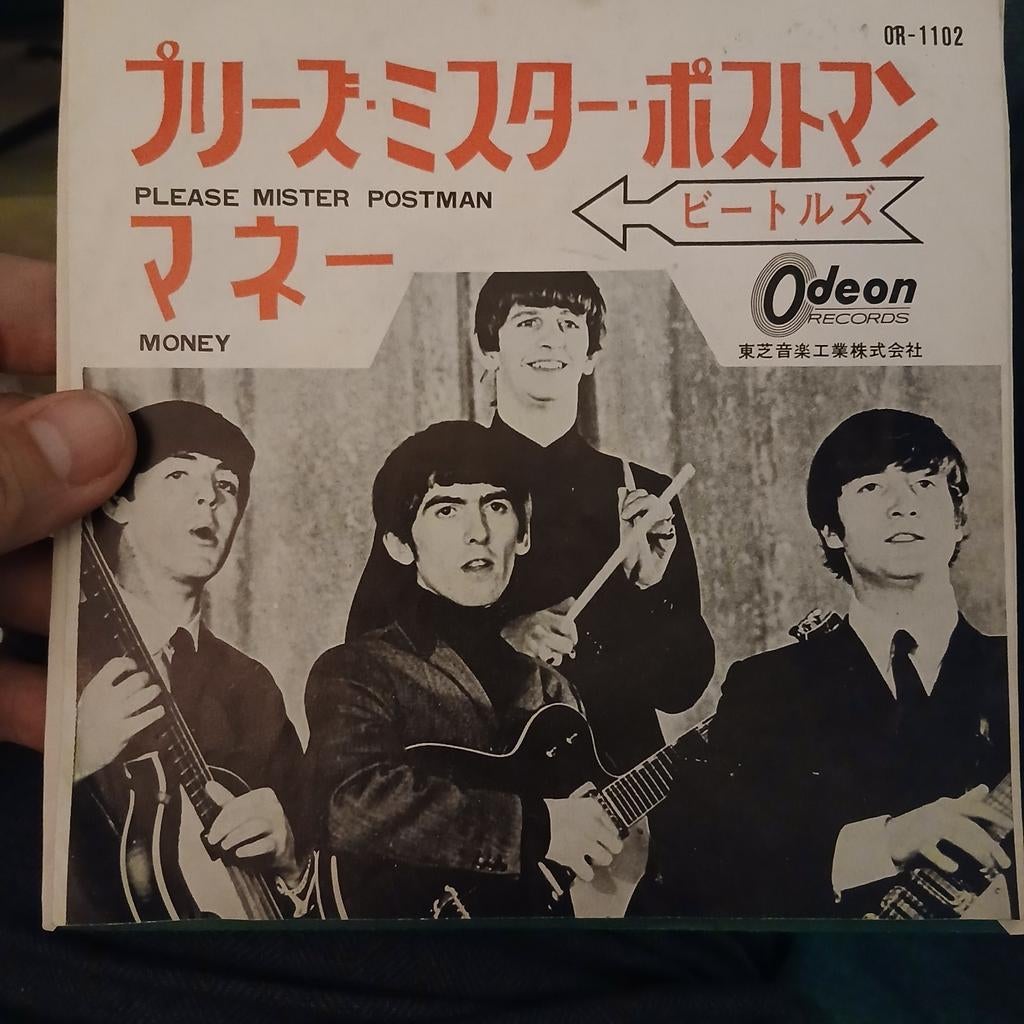 OR-1102
プリーズ・ミスター・ポストマン
PLEASE MISTER POSTMAN
ビートルズ
マネー
MONEY
Odeon
RECORDS
東芝音楽工業株式会社